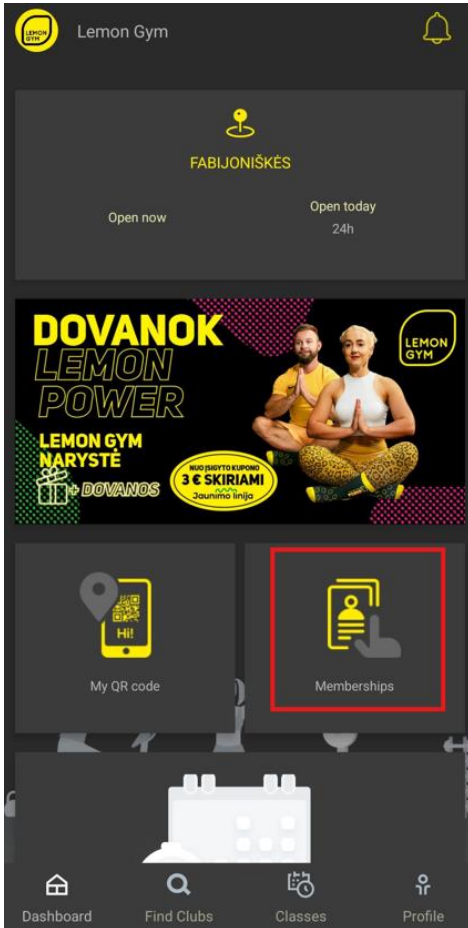 LEMON
GYM
Lemon Gym
FABIJONIŠKĖS
Open now
Open today
24h
DOVANOK
LEMON
POWER
LEMON GYM
NARYSTĖ
+ DOVANOS
NUO ĮSIGYTO KUPONO
3 € SKIRIAMI
Jaunimo linija
LEMON
GYM
Hi!
My QR code
Memberships
Dashboard
Find Clubs
Classes
Profile